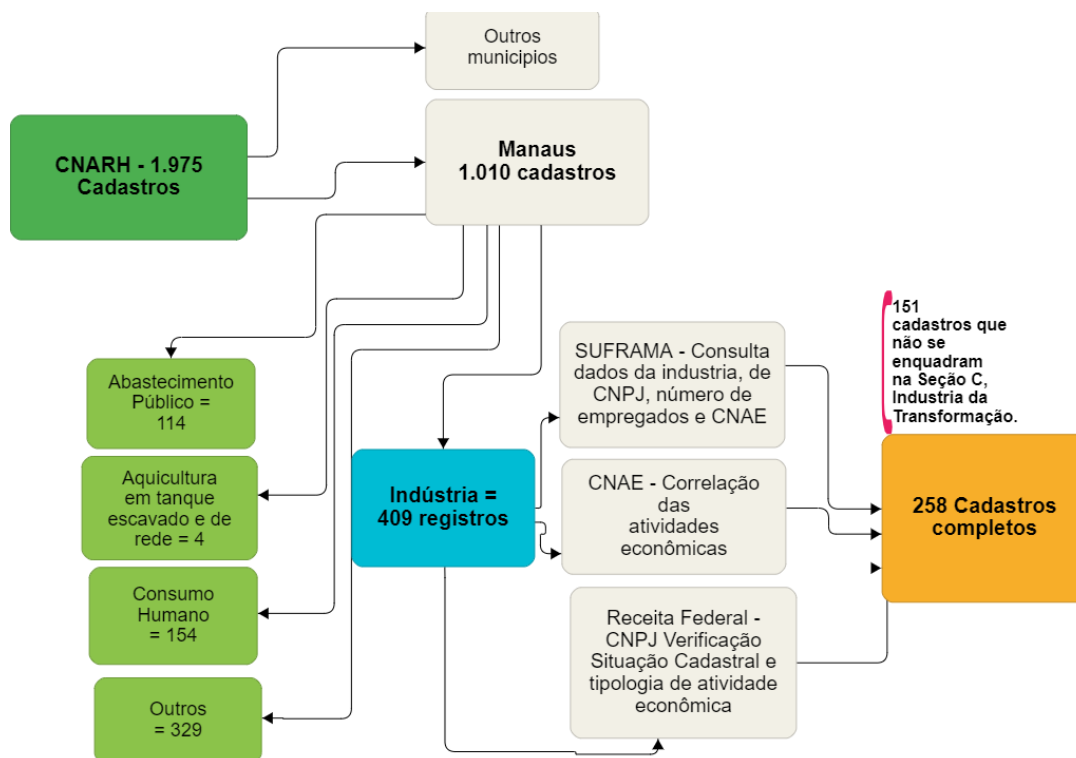 Outros
municipios
CNARH - 1.975
Cadastros
Manaus
1.010 cadastros
Abastecimento
Público =
114
Aquicultura
em tanque
escavado e de
rede = 4
Consumo
Humano
= 154
Outros
= 329
Indústria =
409 registros
SUFRAMA - Consulta
dados da industria, de
CNPJ, número de
empregados e CNAE
CNAE - Correlação
das
atividades
econômicas
Receita Federal -
CNPJ Verificação
Situação Cadastral e
tipologia de atividade
econômica
151
cadastros que
não se
enquadram
na Seção C,
Industria da
Transformação.
258 Cadastros
completos